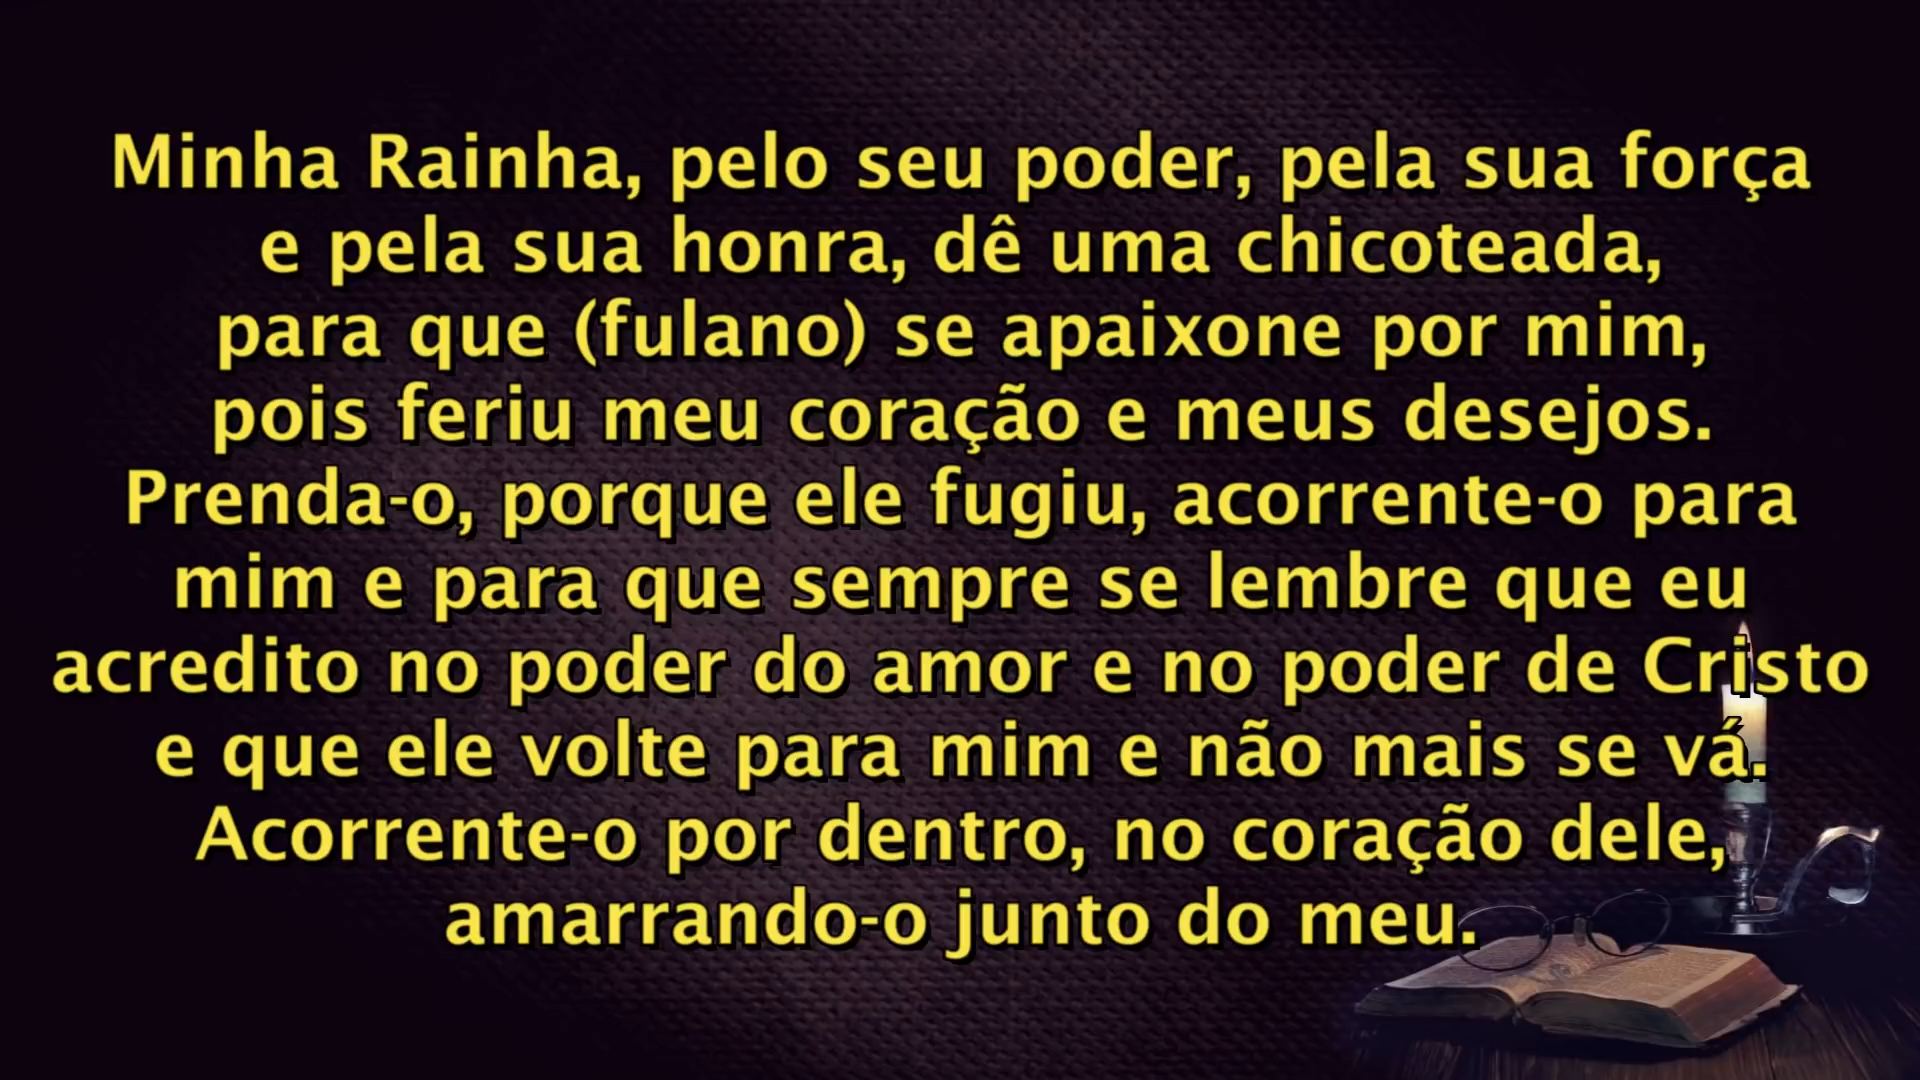 Minha Rainha, pelo seu poder, pela sua força
e pela sua honra, dê uma chicoteada,
para que (fulano) se apaixone por mim,
pois feriu meu coração e meus desejos.
Prenda-o, porque ele fugiu, acorrente-o para
mim e para que sempre se lembre que eu
acredito no poder do amor e no poder de Cristo
e que ele volte para mim e não mais se vá.
Acorrente-o por dentro, no coração dele,
amarrando-o junto do meu.